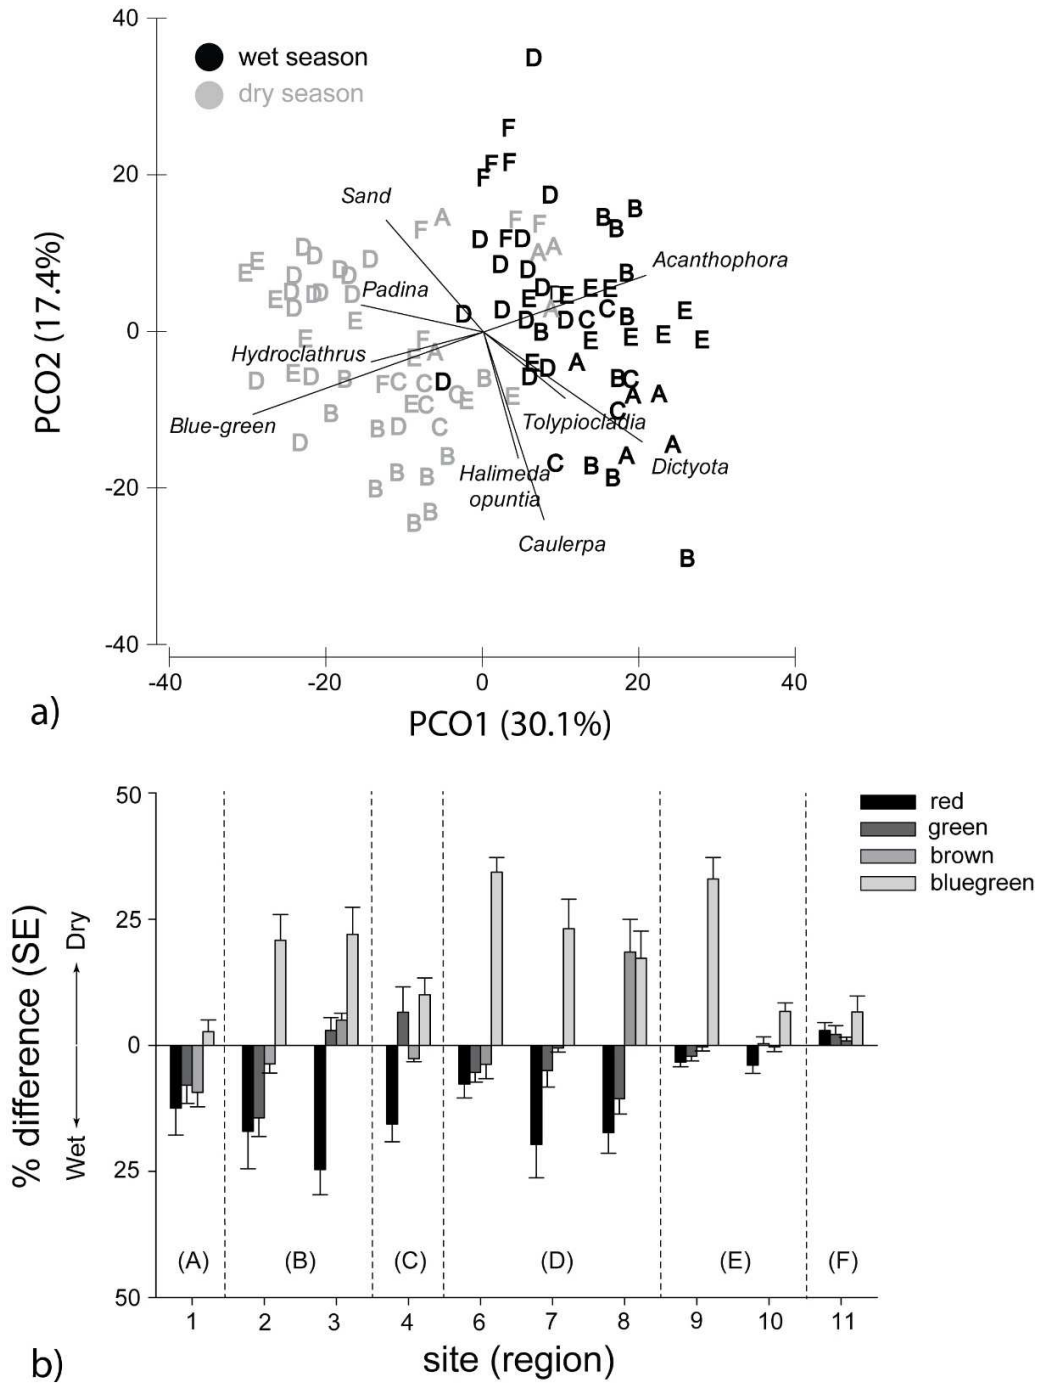 40
20
0
-20
-40
PCO2 (17.4%)
wet season
dry season
Sand
Padina
Hydroclathrus
Blue-green
Acanthophora
Tolypiocladia
Dictyota
Halimeda
opuntia
Caulerpa
-40 -20 0 20 40
PCO1 (30.1%)
a)
50
25
0
25
50
% difference (SE)
Wet Dry
red
green
brown
bluegreen
(A) (B) (C) (D) (E) (F)
1 2 3 4 6 7 8 9 10 11
site (region)
b)